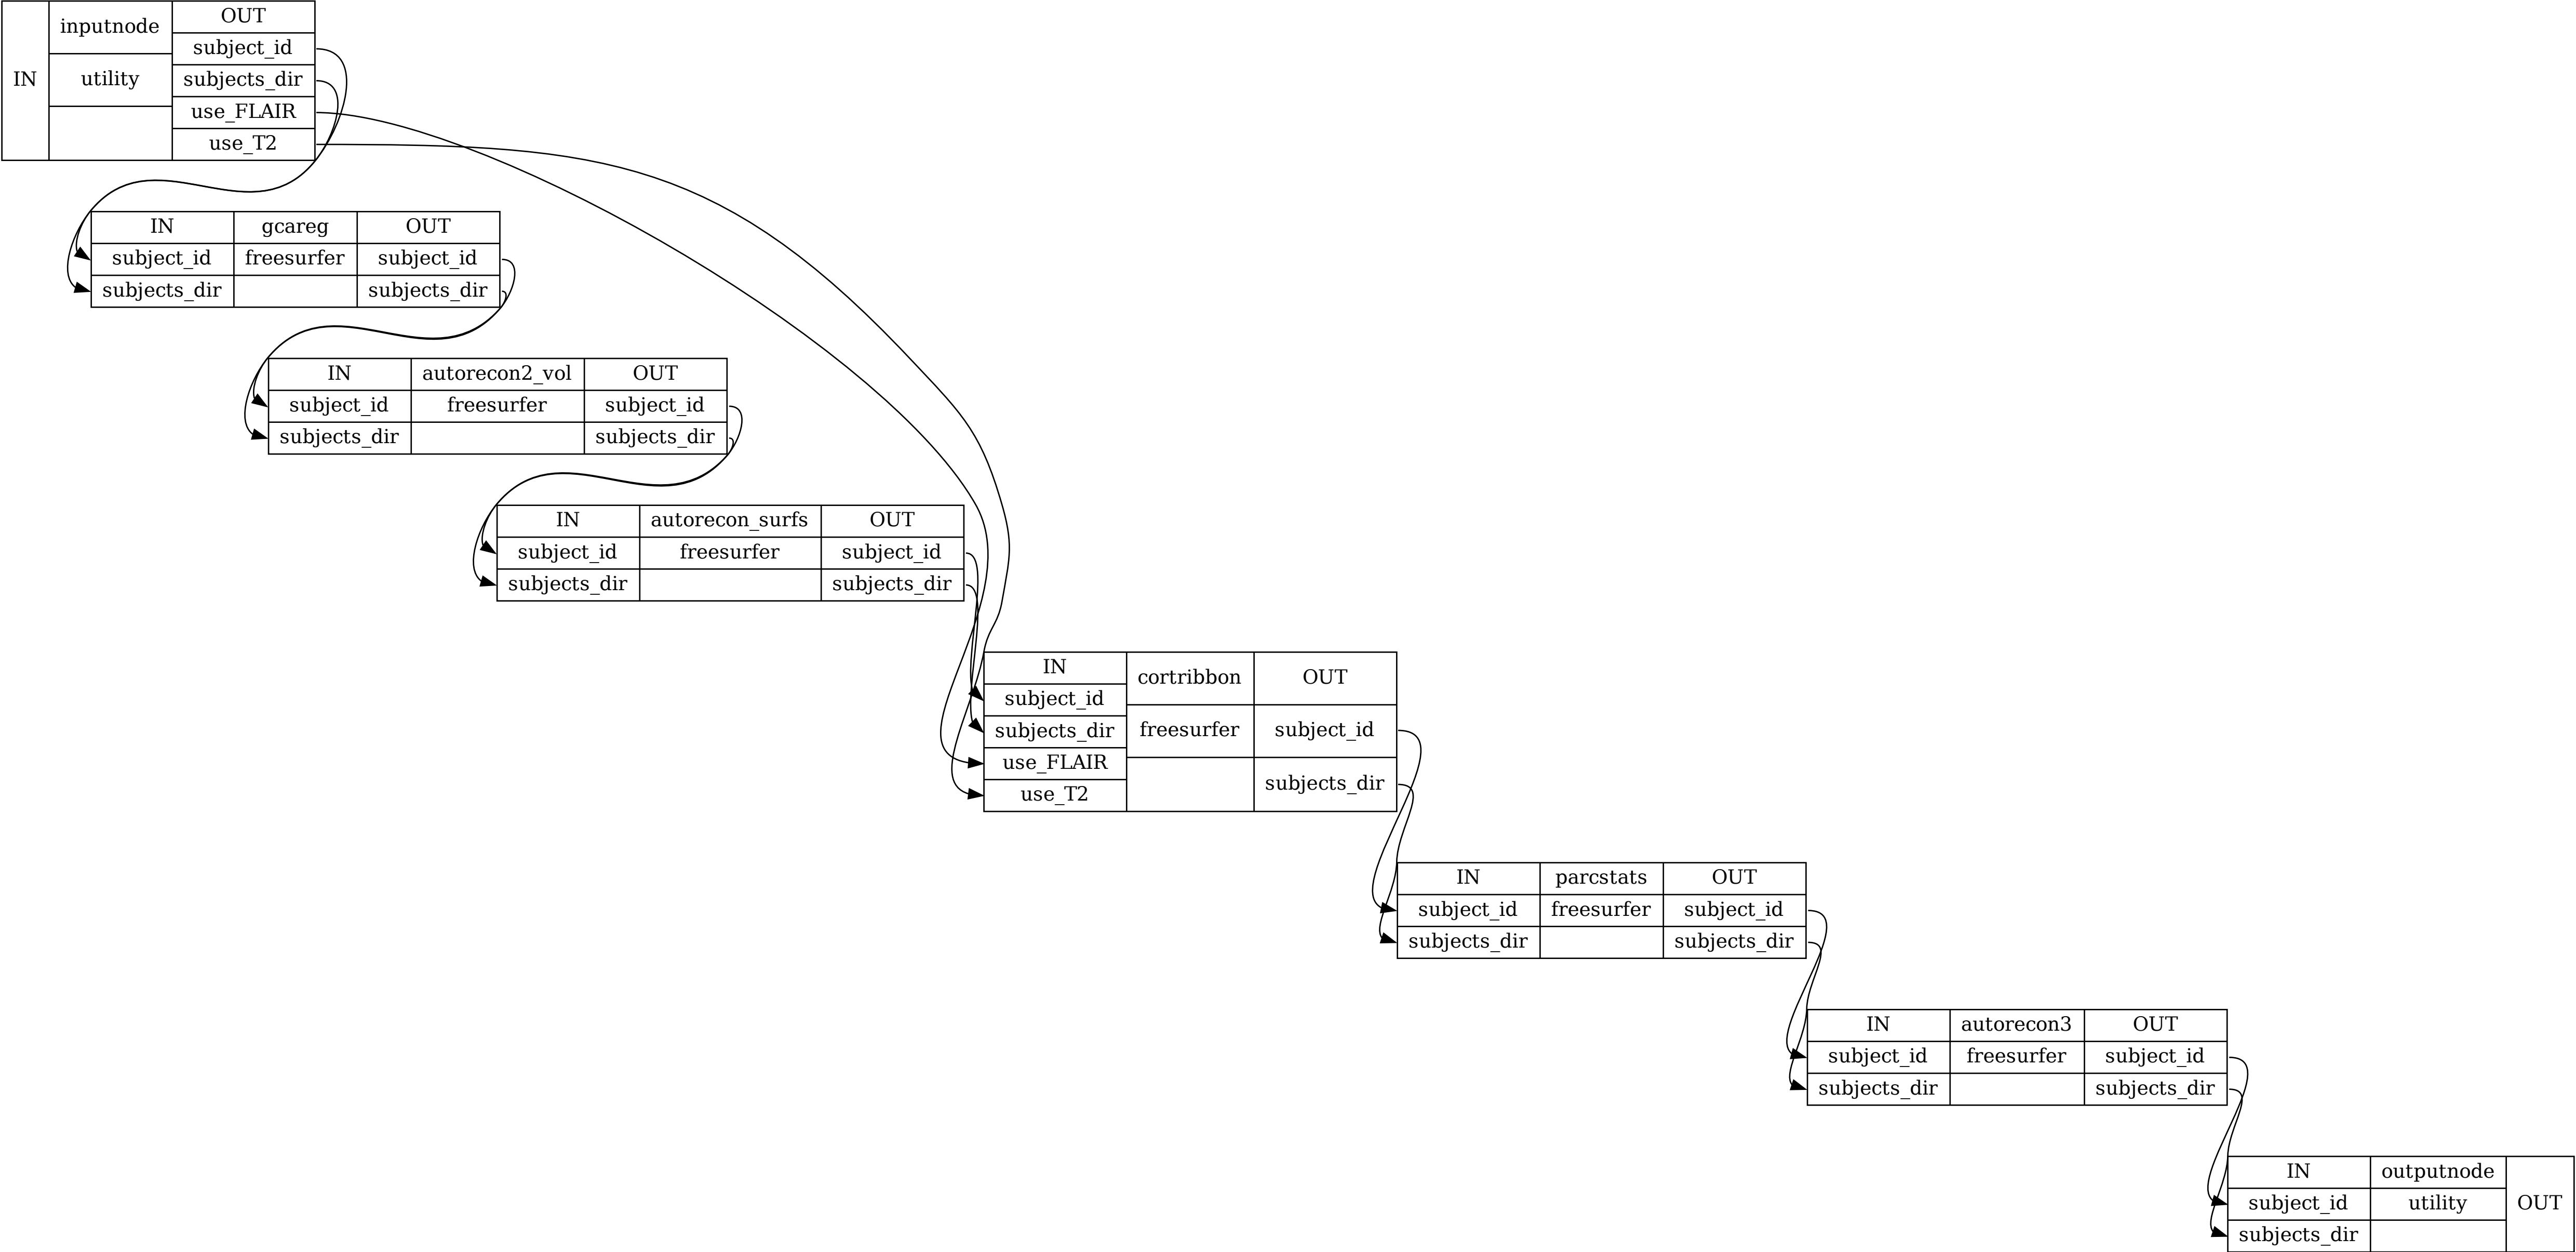 IN
inputnode
utility
OUT
subject_id
subjects_dir
use_FLAIR
use_T2
IN
subject_id
subjects_dir
gcareg
freesurfer
OUT
subject_id
subjects_dir
IN
subject_id
subjects_dir
autorecon2_vol
freesurfer
OUT
subject_id
subjects_dir
IN
subject_id
subjects_dir
autorecon_surfs
freesurfer
OUT
subject_id
subjects_dir
IN
subject_id
subjects_dir
use_FLAIR
use_T2
cortribbon
freesurfer
OUT
subject_id
subjects_dir
IN
subject_id
subjects_dir
parcstats
freesurfer
OUT
subject_id
subjects_dir
IN
subject_id
subjects_dir
autorecon3
freesurfer
OUT
subject_id
subjects_dir
IN
subject_id
subjects_dir
outputnode
utility
OUT